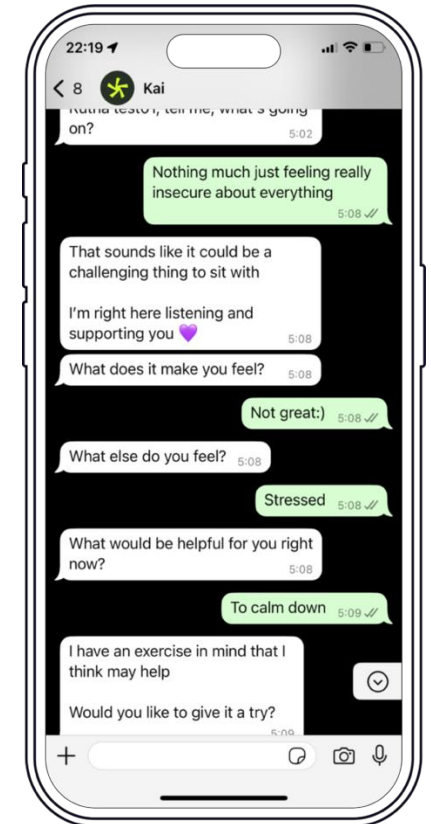 22:19
8 Kai
on?
5:02
Nothing much just feeling really
insecure about everything
5:08
That sounds like it could be a
challenging thing to sit with
I'm right here listening and
supporting you 💜
5:08
What does it make you feel?
5:08
Not great:)
5:08
What else do you feel?
5:08
Stressed
5:08
What would be helpful for you right
now?
5:08
To calm down
5:09
I have an exercise in mind that I
think may help
Would you like to give it a try?
5:09